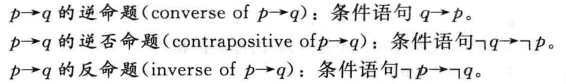 p→q 的逆命题(converse of p→q)：条件语句 q→p。
p→q 的逆否命题(contrapositive ofp→q)：条件语句¬q→¬p。
p→q 的反命题(inverse of p→q)：条件语句¬p→¬q。